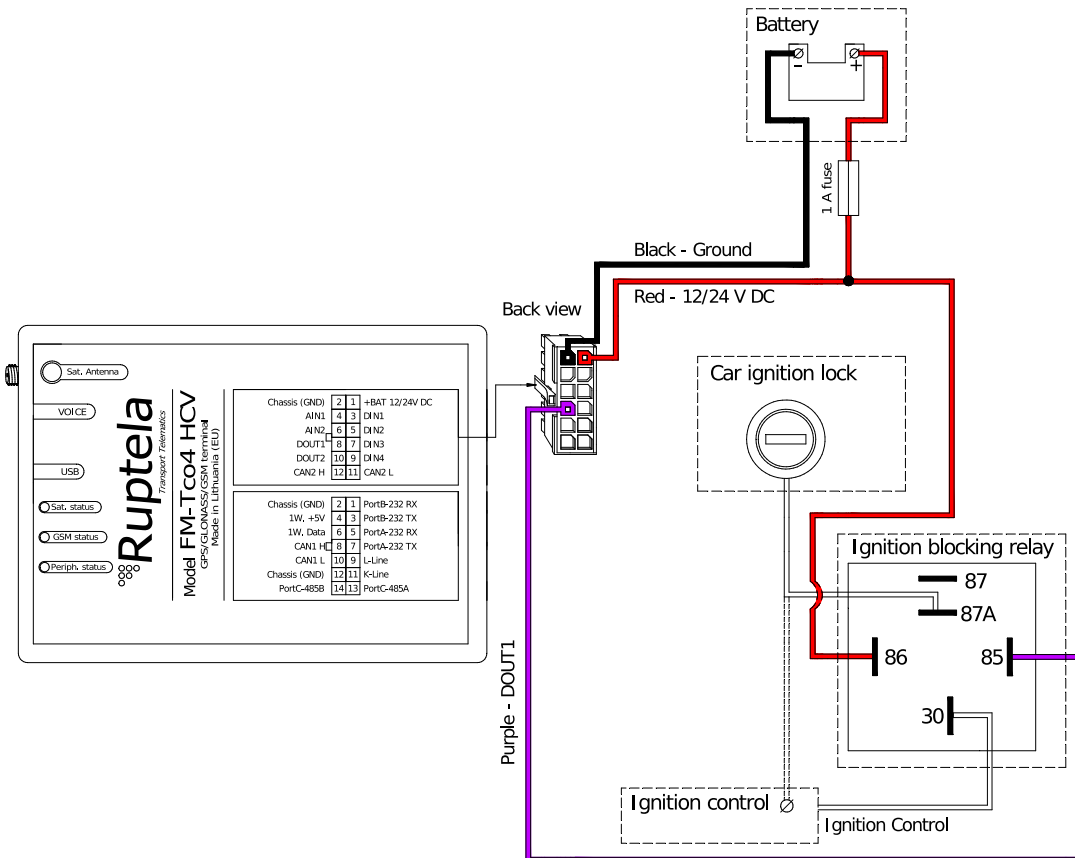 Battery
-
+
1 A fuse
Black - Ground
Red - 12/24 V DC
Back view
Car ignition lock
Sat. Antenna
VOICE
USB
Sat. status
GSM status
Periph. status
Ruptela
Transport Telematics
Model FM-Tco4 HCV
GPS/GLONASS/GSM terminal
Made in Lithuania (EU)
Chassis (GND) 2 1 +BAT 12/24V DC
AIN1 4 3 DIN1
AIN2 6 5 DIN2
DOUT1 8 7 DIN3
DOUT2 10 9 DIN4
CAN2 H 12 11 CAN2 L
Chassis (GND) 2 1 PortB-232 RX
1W. +5V 4 3 PortB-232 TX
1W. Data 6 5 PortA-232 RX
CAN1 H 8 7 PortA-232 TX
CAN1 L 10 9 L-Line
Chassis (GND) 12 11 K-Line
PortC-485B 14 13 PortC-485A
Ignition blocking relay
87
87A
86
85
30
Purple - DOUT1
Ignition control
Ignition Control